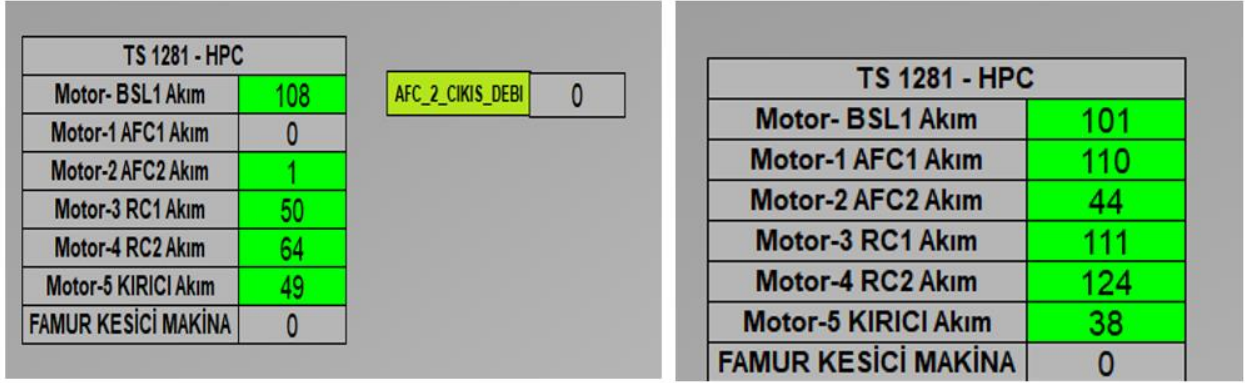 TS 1281 - HPC
Motor- BSL1 Akım 108
Motor-1 AFC1 Akım 0
Motor-2 AFC2 Akım 1
Motor-3 RC1 Akım 50
Motor-4 RC2 Akım 64
Motor-5 KIRICI Akım 49
FAMUR KESİCİ MAKİNA 0
AFC_2_CIKIS_DEBI 0
TS 1281 - HPC
Motor- BSL1 Akım 101
Motor-1 AFC1 Akım 110
Motor-2 AFC2 Akım 44
Motor-3 RC1 Akım 111
Motor-4 RC2 Akım 124
Motor-5 KIRICI Akım 38
FAMUR KESİCİ MAKİNA 0